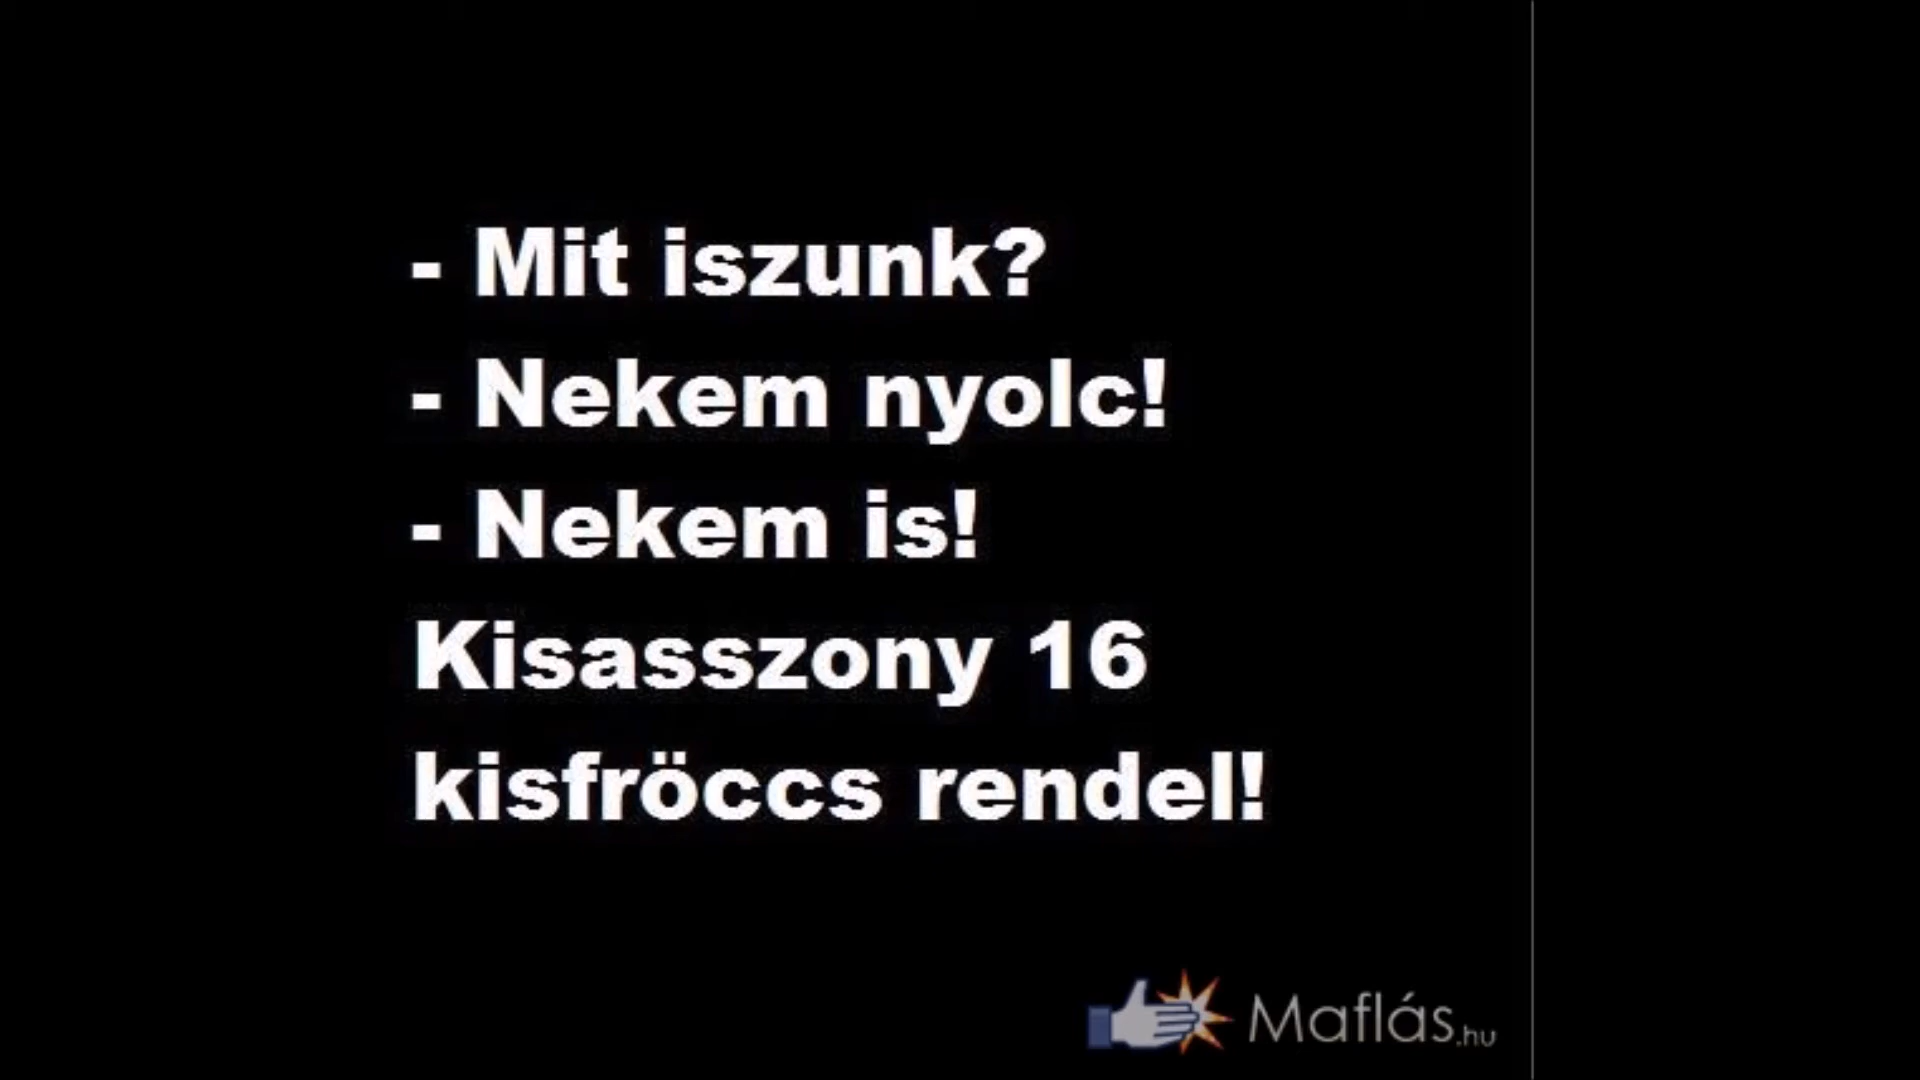 - Mit iszunk?
- Nekem nyolc!
- Nekem is!
Kisasszony 16
kisfröccs rendel!
Maflás.hu